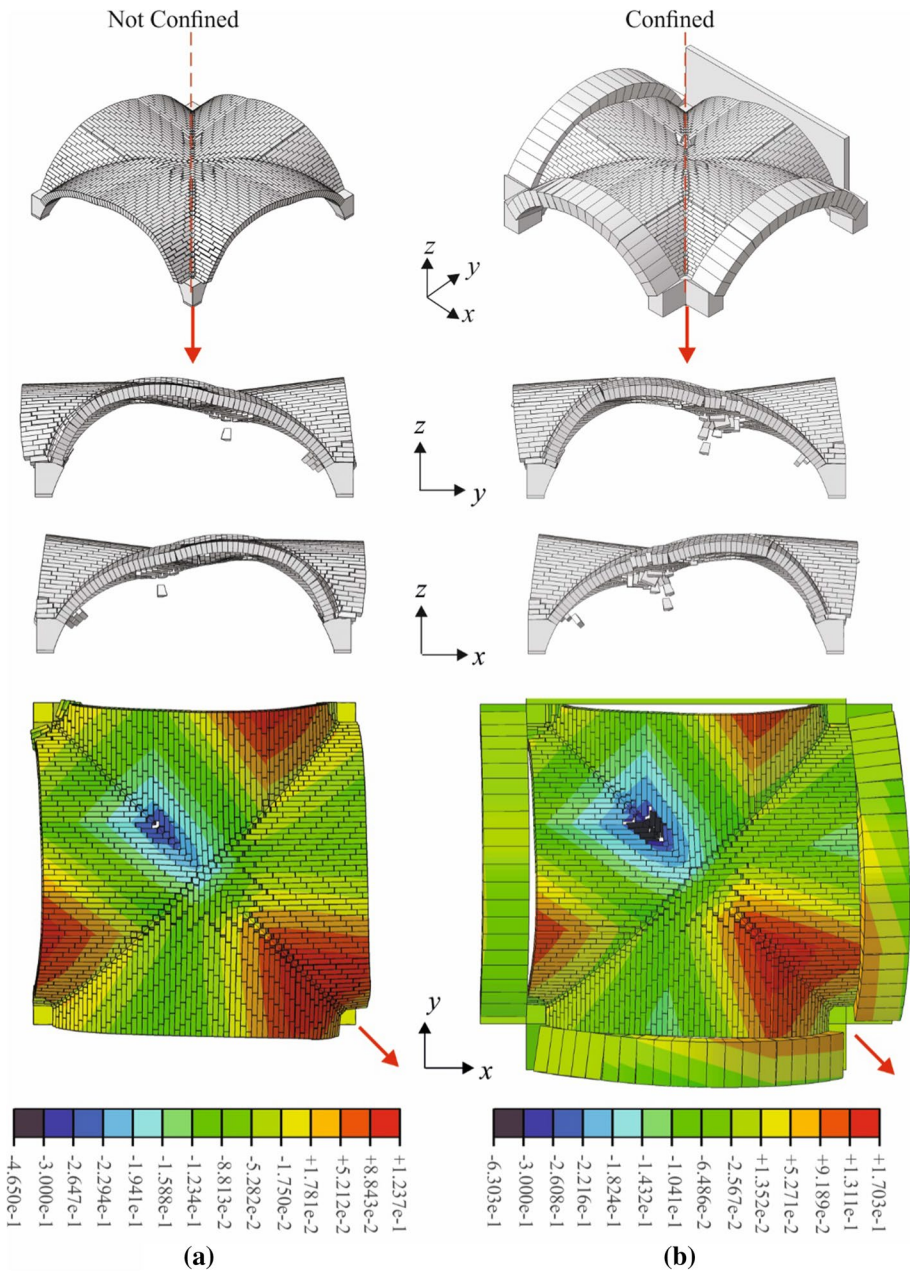 Not Confined
Confined
z
y
x
z
y
z
x
y
x
-4.650e-1
-3.000e-1
-2.647e-1
-2.294e-1
-1.941e-1
-1.588e-1
-1.234e-1
-8.813e-2
-5.282e-2
-1.750e-2
+1.781e-2
+5.212e-2
+8.843e-2
+1.237e-1
-6.303e-1
-3.000e-1
-2.608e-1
-2.216e-1
-1.824e-1
-1.432e-1
-1.041e-1
-6.486e-2
-2.567e-2
+1.352e-2
+5.271e-2
+9.189e-2
+1.311e-1
+1.703e-1
(a)
(b)